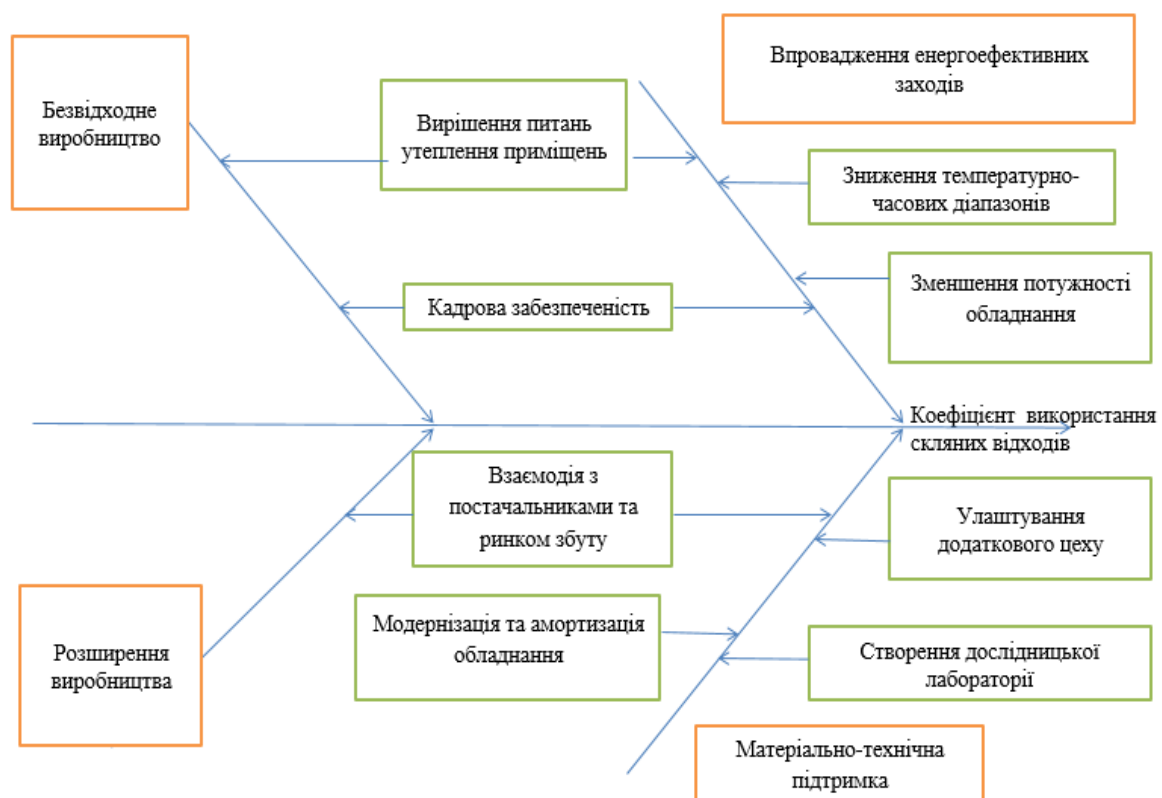 Впровадження енергоефективних
заходів
Безвідходне
виробництво
Вирішення питань
утеплення приміщень
Зниження температурно-
часових діапазонів
Зменшення потужності
обладнання
Кадрова забезпеченість
Коефіцієнт використання
скляних відходів
Взаємодія з
постачальниками та
ринком збуту
Улаштування
додаткового цеху
Модернізація та амортизація
обладнання
Розширення
виробництва
Створення дослідницької
лабораторії
Матеріально-технічна
підтримка